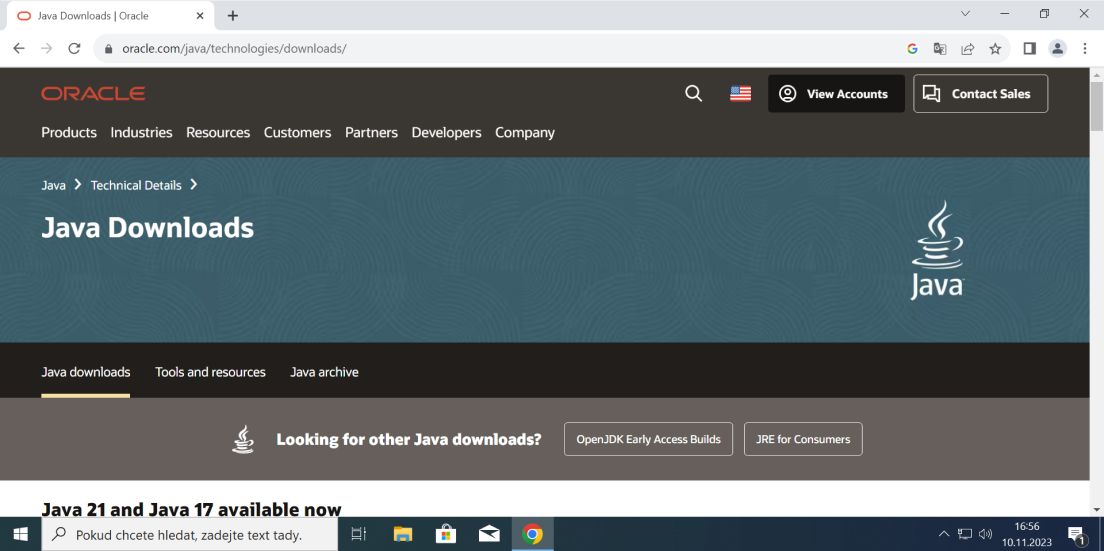 Java Downloads | Oracle
oracle.com/java/technologies/downloads/
ORACLE
View Accounts
Contact Sales
Products Industries Resources Customers Partners Developers Company
Java Technical Details
Java Downloads
Java
Java downloads Tools and resources Java archive
Looking for other Java downloads? OpenJDK Early Access Builds JRE for Consumers
Java 21 and Java 17 available now
Pokud chcete hledat, zadejte text tady.
16:56
10.11.2023
1